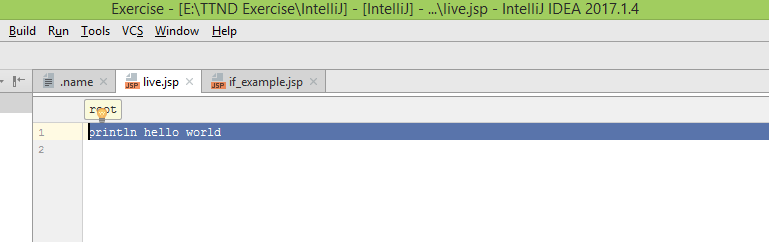 Exercise - [E:\TTND Exercise\IntelliJ] - [IntelliJ] - ...\live.jsp - IntelliJ IDEA 2017.1.4
Build Run Tools VCS Window Help
.name live.jsp if_example.jsp
root
1 println hello world
2